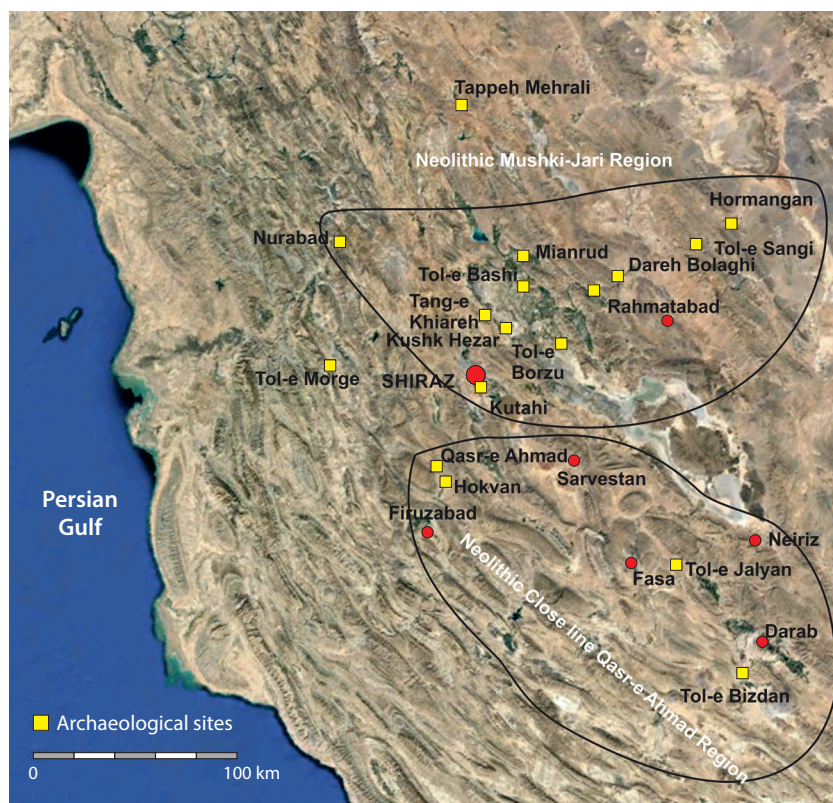 Tappeh Mehrali
Neolithic Mushki-Jari Region
Hormangan
Nurabad
Mianrud
Tol-e Sangi
Dareh Bolaghi
Tol-e Bashi
Rahmatabad
Tang-e
Khiareh
Kushk Hezar
Tol-e
Borzu
Tol-e Morge
SHIRAZ
Kutahi
Qasr-e Ahmad
Sarvestan
Hokvan
Persian
Gulf
Firuzabad
Neiriz
Neolithic Close line Qasr-e Ahmad Region
Fasa
Tol-e Jalyan
Darab
Tol-e Bizdan
Archaeological sites
0
100 km